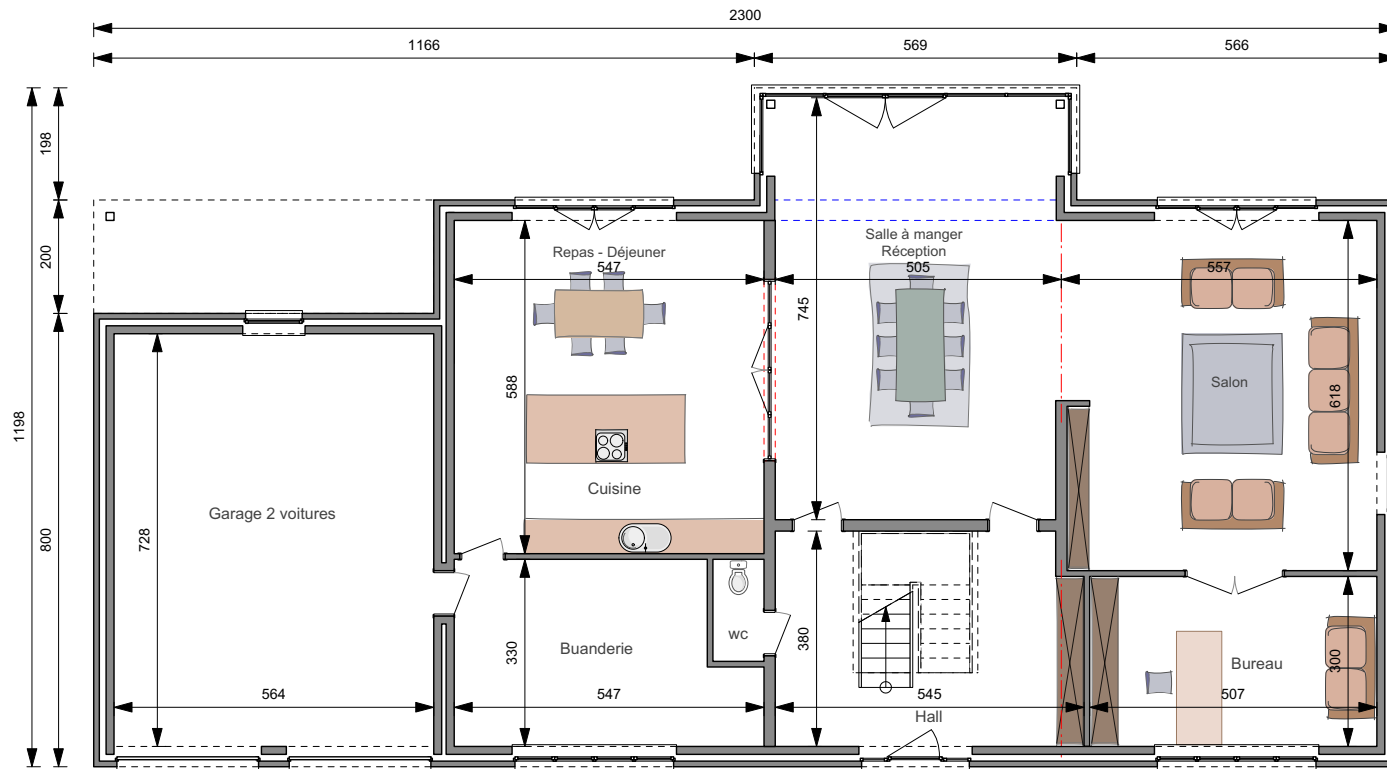 2300
1166
569
566
198
200
1198
800
Repas - Déjeuner
547
Salle à manger
Réception
505
557
745
588
618
Salon
Cuisine
Garage 2 voitures
728
330
Buanderie
wc
380
300
Bureau
564
547
545
507
Hall